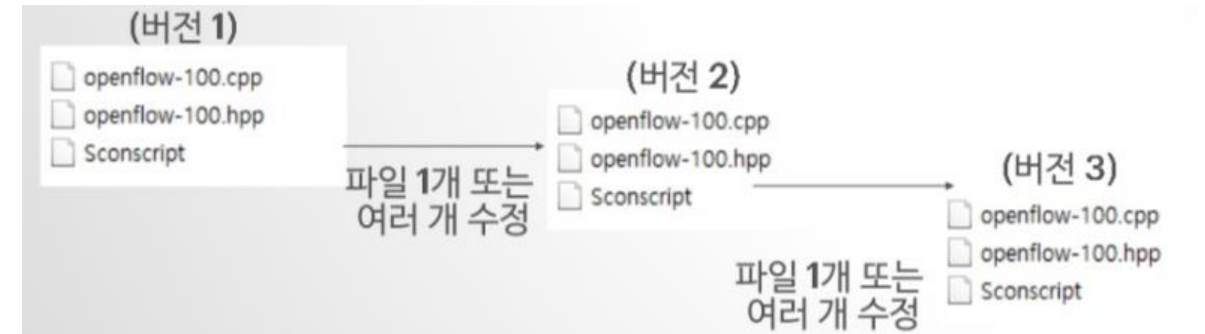 (버전 1)
openflow-100.cpp
openflow-100.hpp
Sconscript
파일 1개 또는
여러 개 수정
(버전 2)
openflow-100.cpp
openflow-100.hpp
Sconscript
파일 1개 또는
여러 개 수정
(버전 3)
openflow-100.cpp
openflow-100.hpp
Sconscript